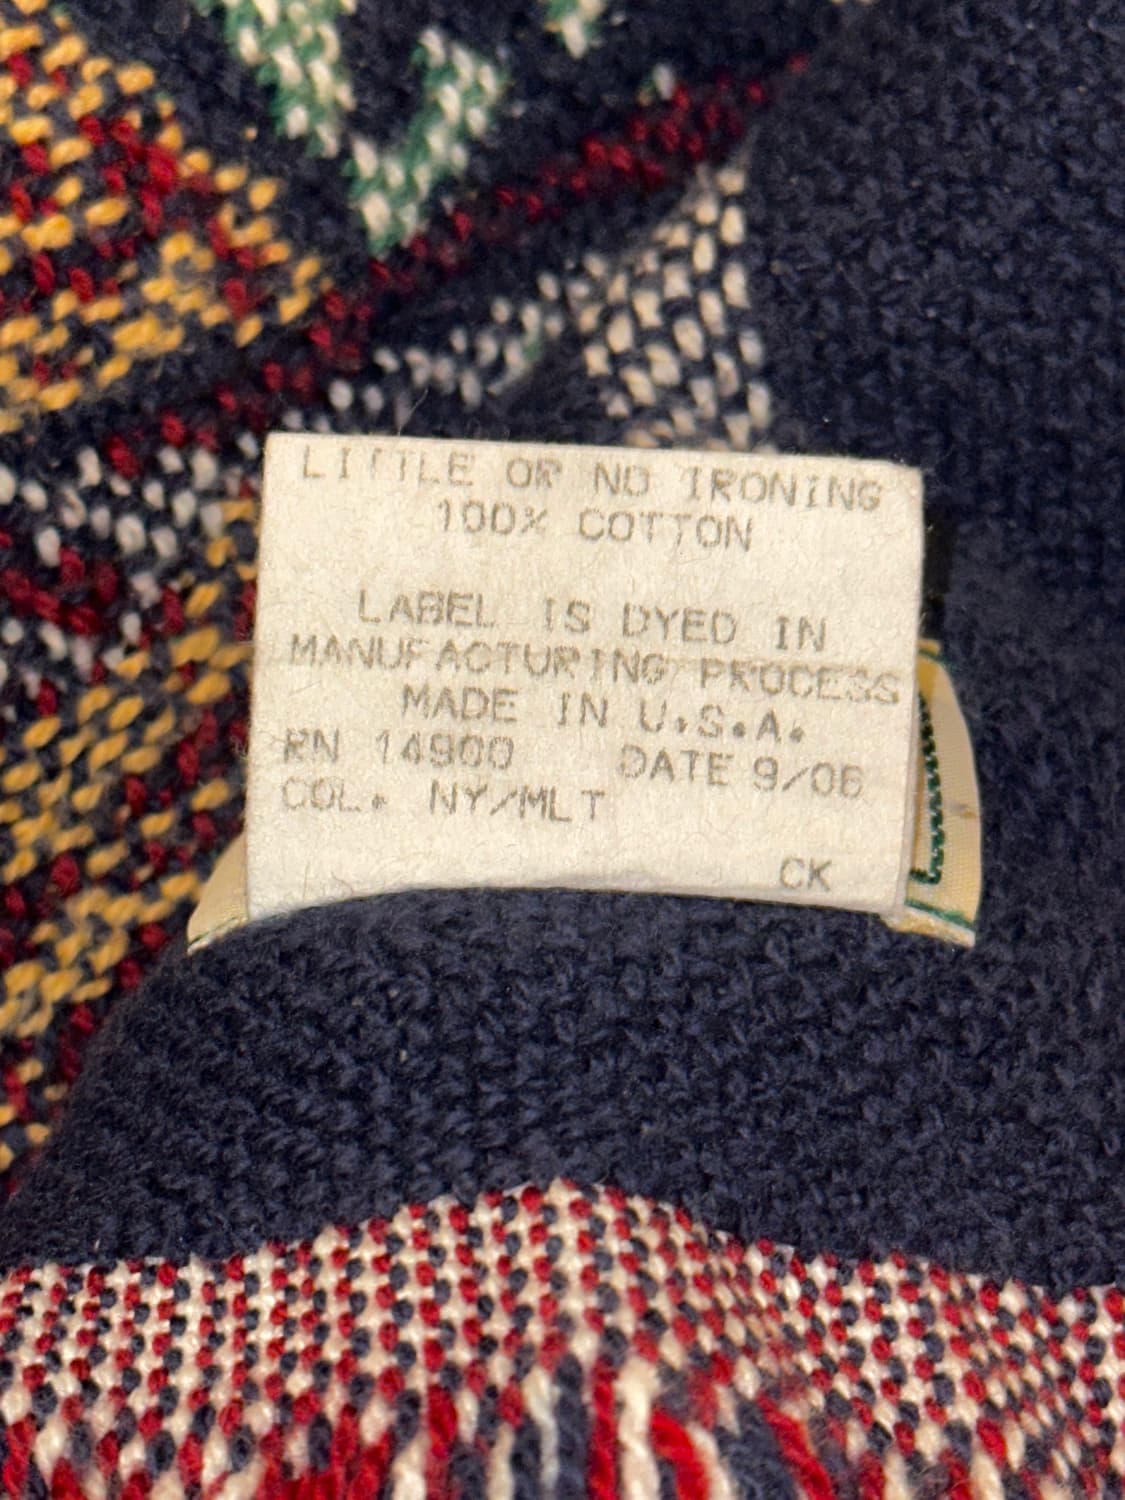 LITTLE OR NO IRONING
100% COTTON
LABEL IS DYED IN
MANUFACTURING PROCESS
MADE IN U.S.A.
RN 14900 DATE 9/06
COL. NY/MLT
CK